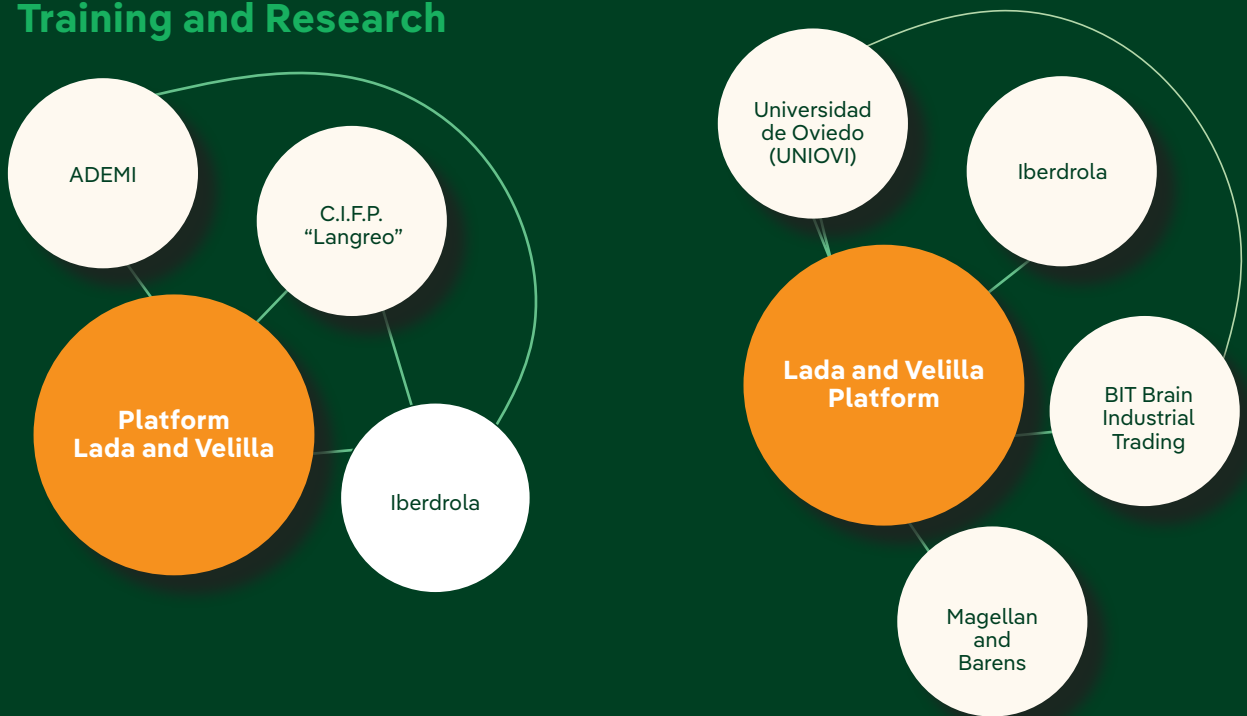 Training and Research
ADEMI
C.I.F.P.
“Langreo”
Platform
Lada and Velilla
Iberdrola
Universidad
de Oviedo
(UNIOVI)
Iberdrola
Lada and Velilla
Platform
BIT Brain
Industrial
Trading
Magellan
and
Barens